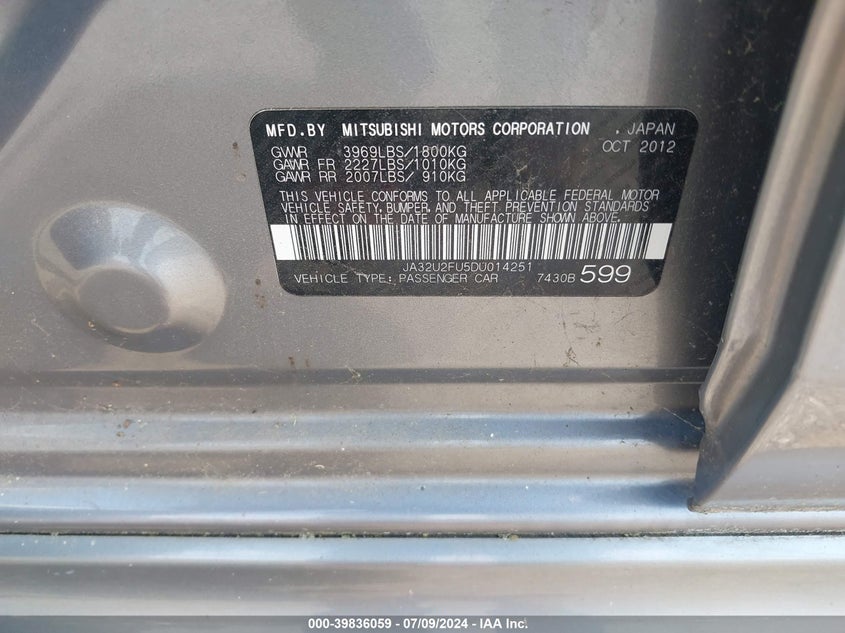 MFD.BY MITSUBISHI MOTORS CORPORATION . JAPAN
GVWR 3969LBS/1800KG OCT 2012
GAWR FR 2227LBS/1010KG
GAWR RR 2007LBS/ 910KG
THIS VEHICLE CONFORMS TO ALL APPLICABLE FEDERAL MOTOR
VEHICLE SAFETY, BUMPER, AND THEFT PREVENTION STANDARDS
IN EFFECT ON THE DATE OF MANUFACTURE SHOWN ABOVE.
JA32U2FU5DU014251
VEHICLE TYPE: PASSENGER CAR 7430B 599
000-39836059 - 07/09/2024 - IAA Inc.